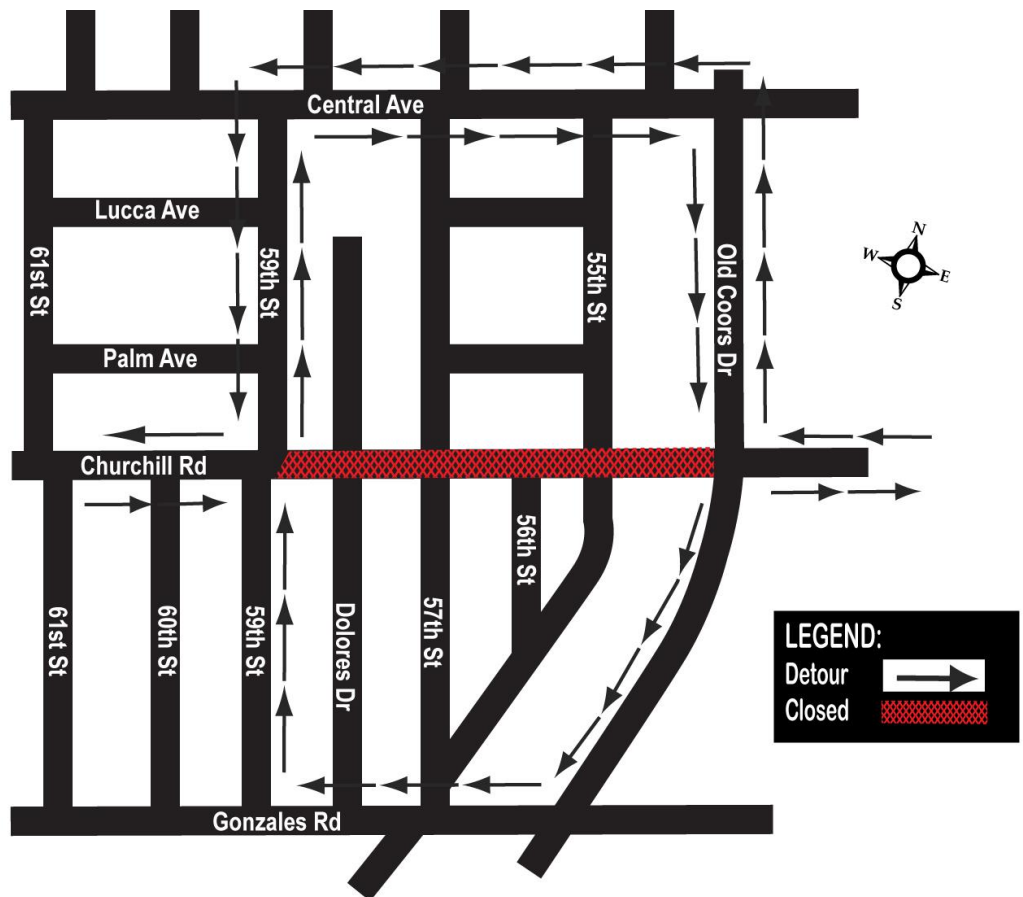 Central Ave
Lucca Ave
61st St
59th St
55th St
Old Coors Dr
N
W
E
S
Palm Ave
Churchill Rd
56th St
61st St
60th St
59th St
Dolores Dr
57th St
LEGEND:
Detour
Closed
Gonzales Rd